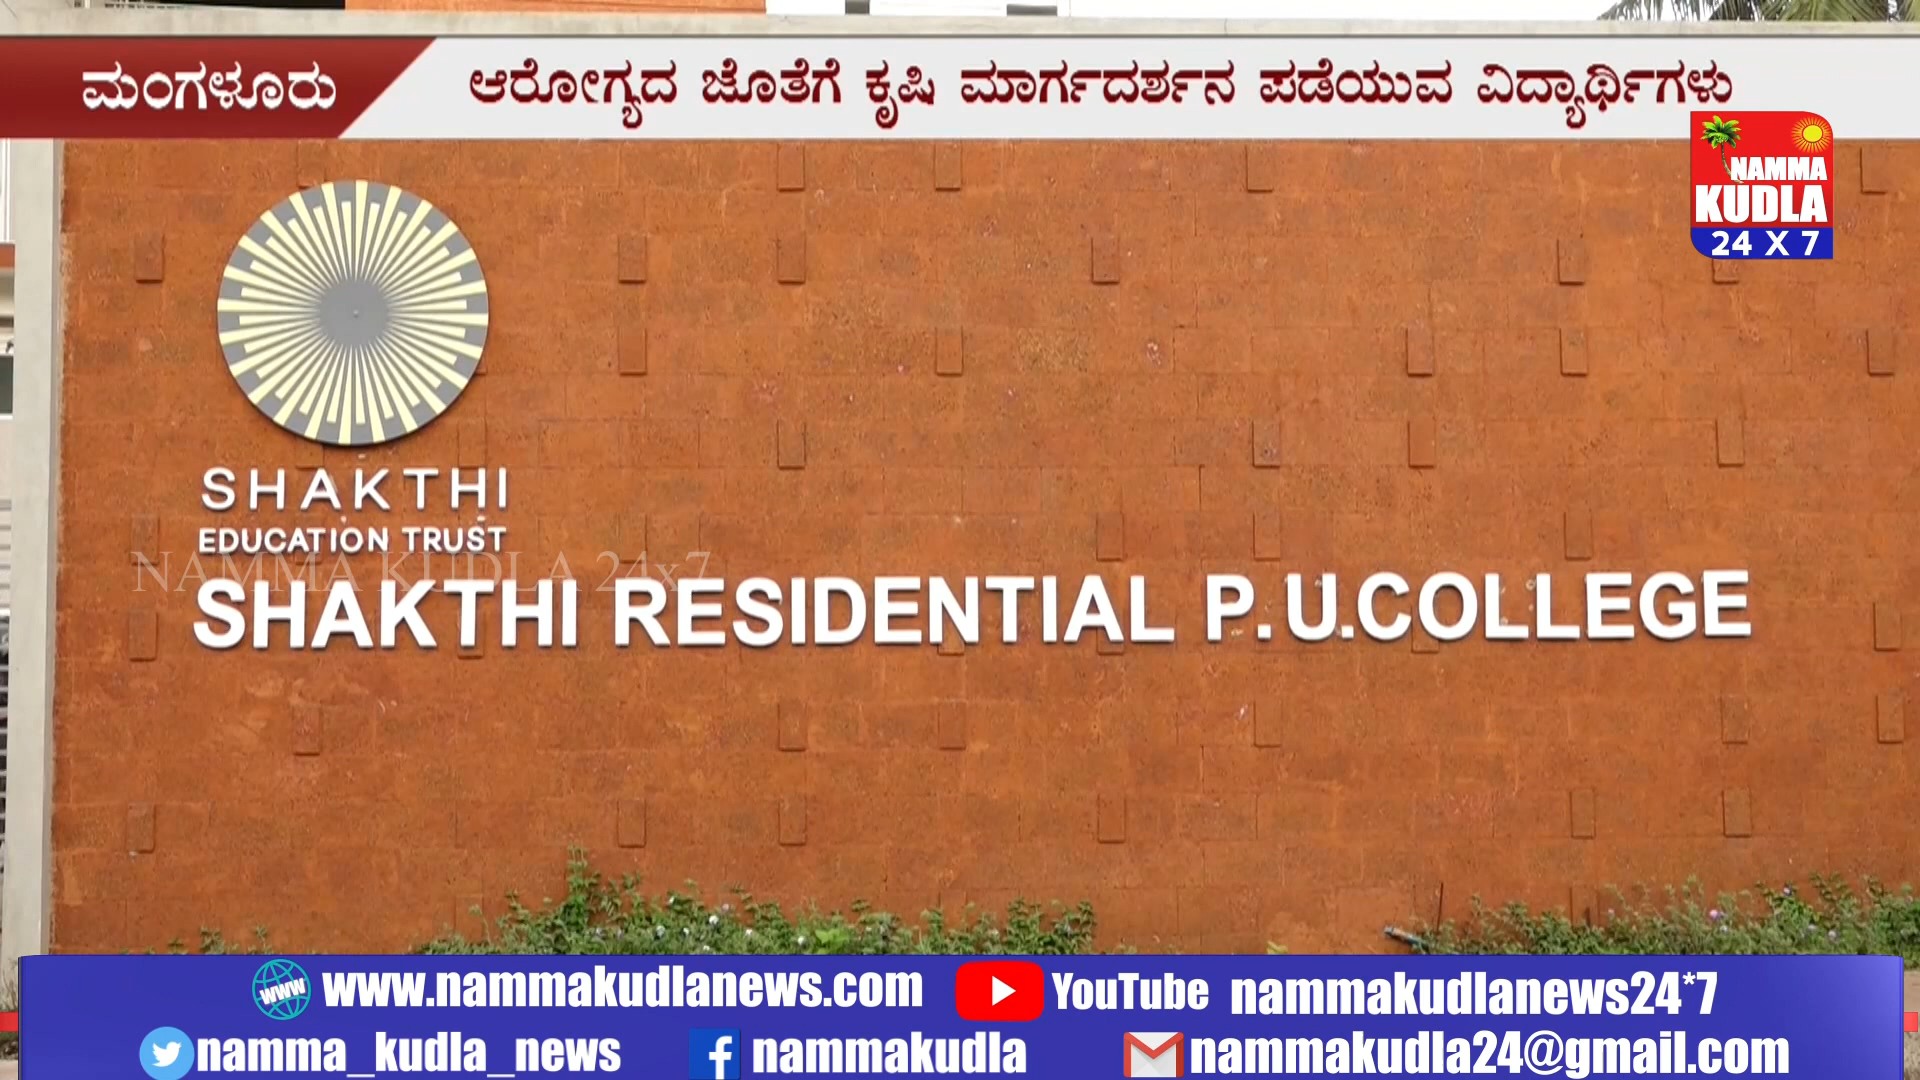 ಮಂಗಳೂರು
ಆರೋಗ್ಯದ ಜೊತೆಗೆ ಕೃಷಿ ಮಾರ್ಗದರ್ಶನ ಪಡೆಯುವ ವಿದ್ಯಾರ್ಥಿಗಳು
NAMMA
KUDLA
24 X 7
SHAKTHI
EDUCATION TRUST
NAMMA KUDLA 24x7
SHAKTHI RESIDENTIAL P.U.COLLEGE
www www.nammakudlanews.com YouTube nammakudlanews24*7
namma_kudla_news f nammakudla nammakudla24@gmail.com